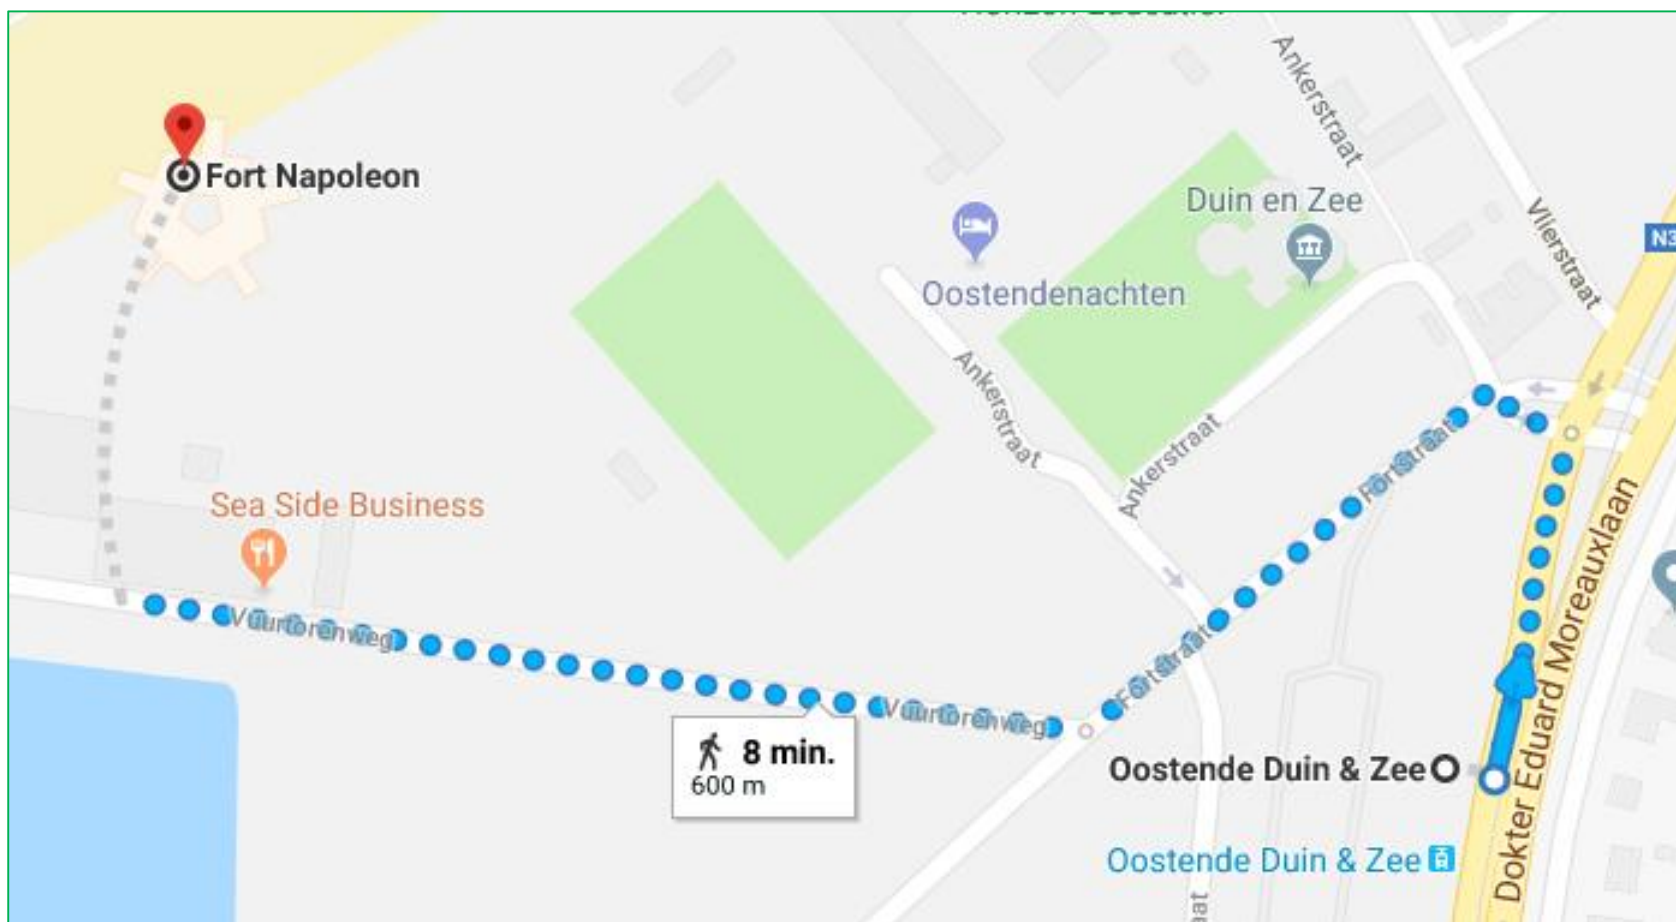 Ankerstraat
Fort Napoleon
Duin en Zee
Vlierstraat
N3
Oostendenachten
Ankerstraat
Ankerstraat
Fortstraat
Sea Side Business
Vuurtorenweg
Fortstraat
Vuurtorenweg
8 min.
600 m
Oostende Duin & Zee
Dokter Eduard Moreauxlaan
Oostende Duin & Zee
aat